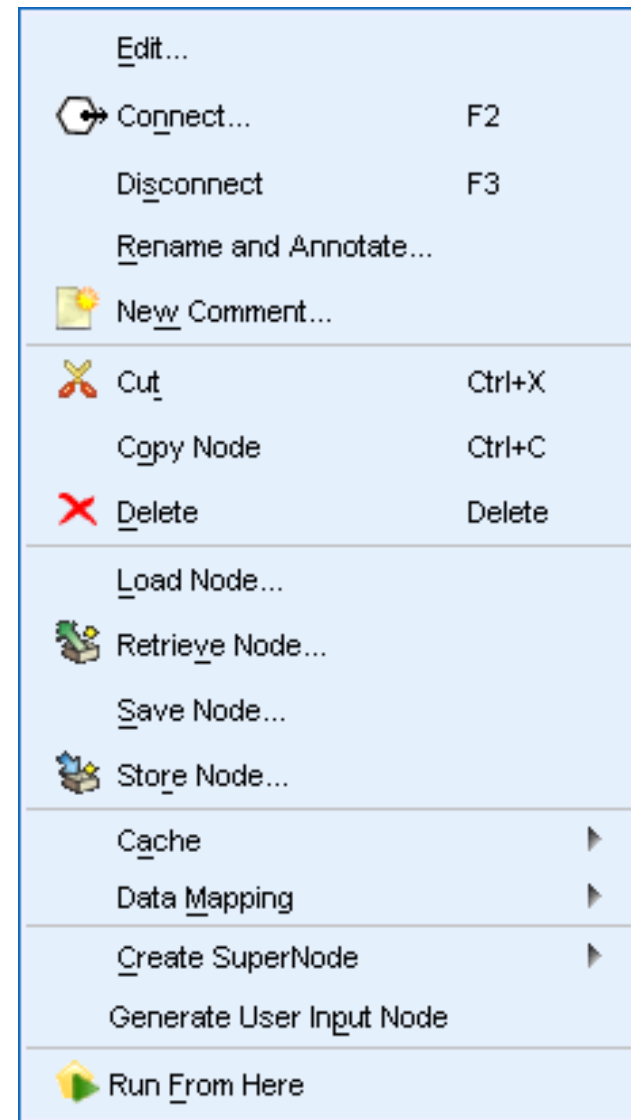 Edit...
Connect... F2
Disconnect F3
Rename and Annotate...
New Comment...
Cut Ctrl+X
Copy Node Ctrl+C
Delete Delete
Load Node...
Retrieve Node...
Save Node...
Store Node...
Cache
Data Mapping
Create SuperNode
Generate User Input Node
Run From Here